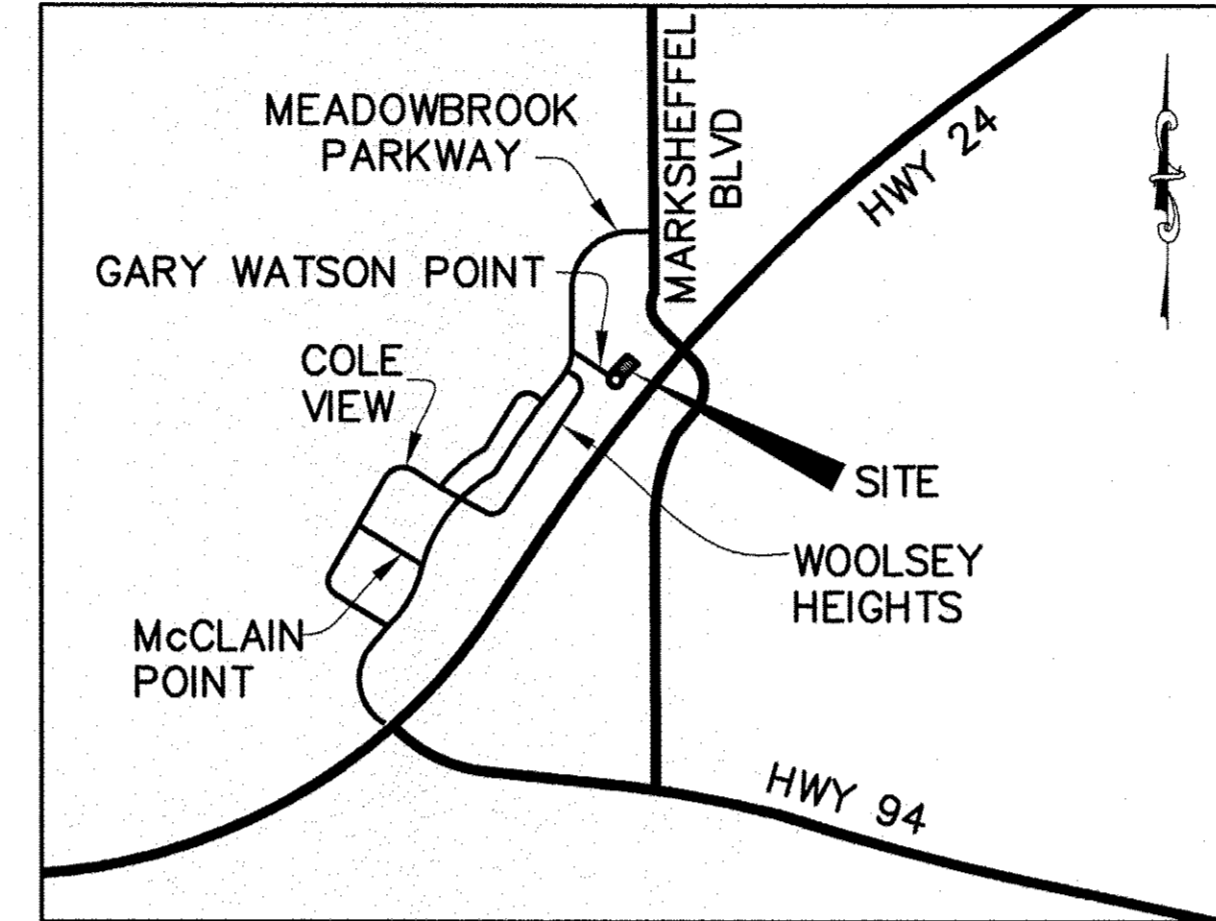 MEADOWBROOK
PARKWAY
MARKSHEFFEL
BLVD
HWY 24
GARY WATSON POINT
COLE
VIEW
SITE
WOOLSEY
HEIGHTS
McCLAIN
POINT
HWY 94